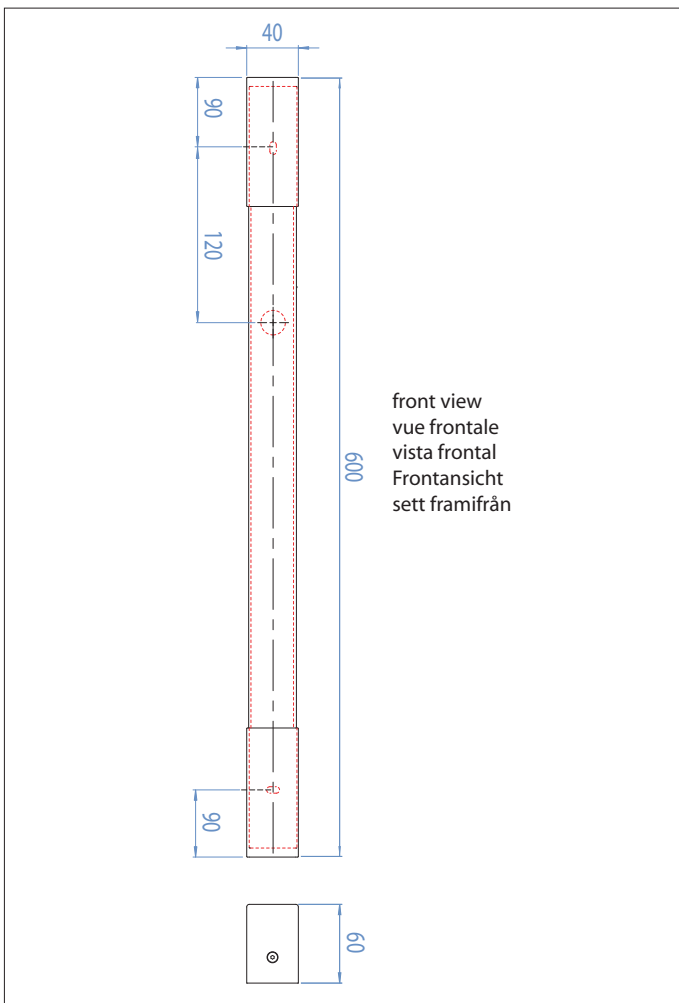 40
90
120
600
front view
vue frontale
vista frontal
Frontansicht
sett framifrån
90
60